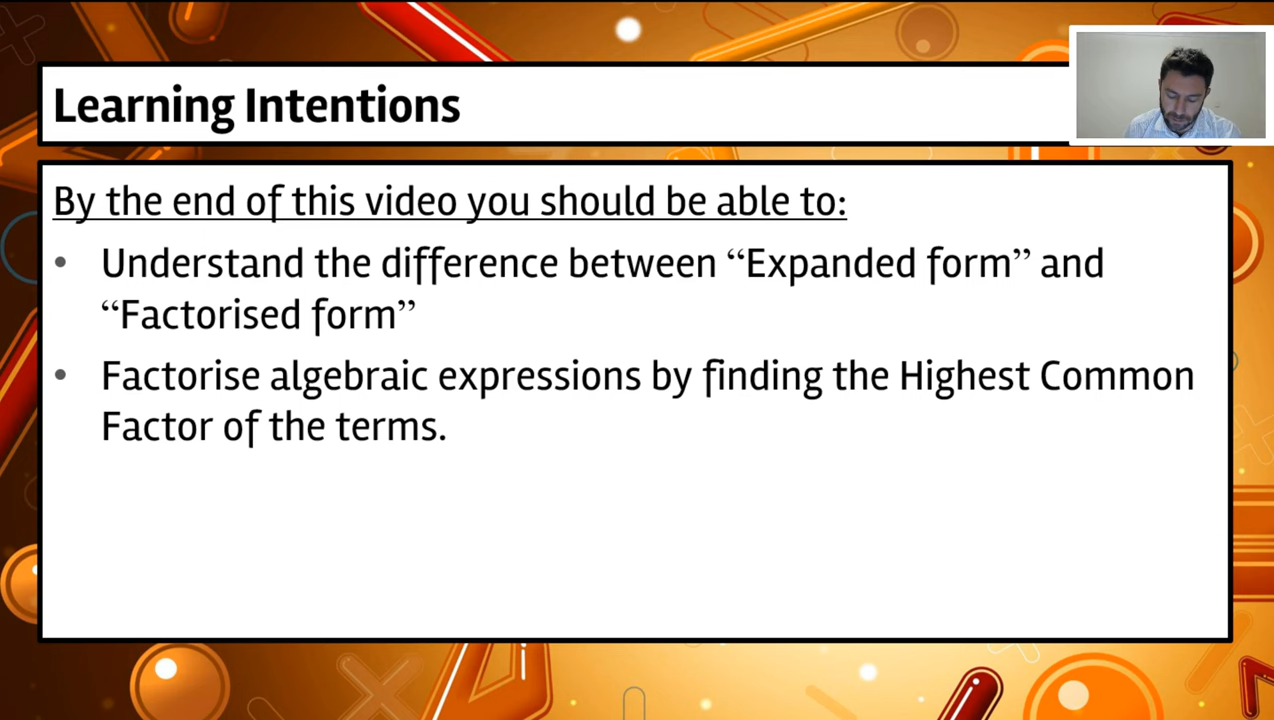 Learning Intentions
By the end of this video you should be able to:
• Understand the difference between “Expanded form” and
“Factorised form”
• Factorise algebraic expressions by finding the Highest Common
Factor of the terms.